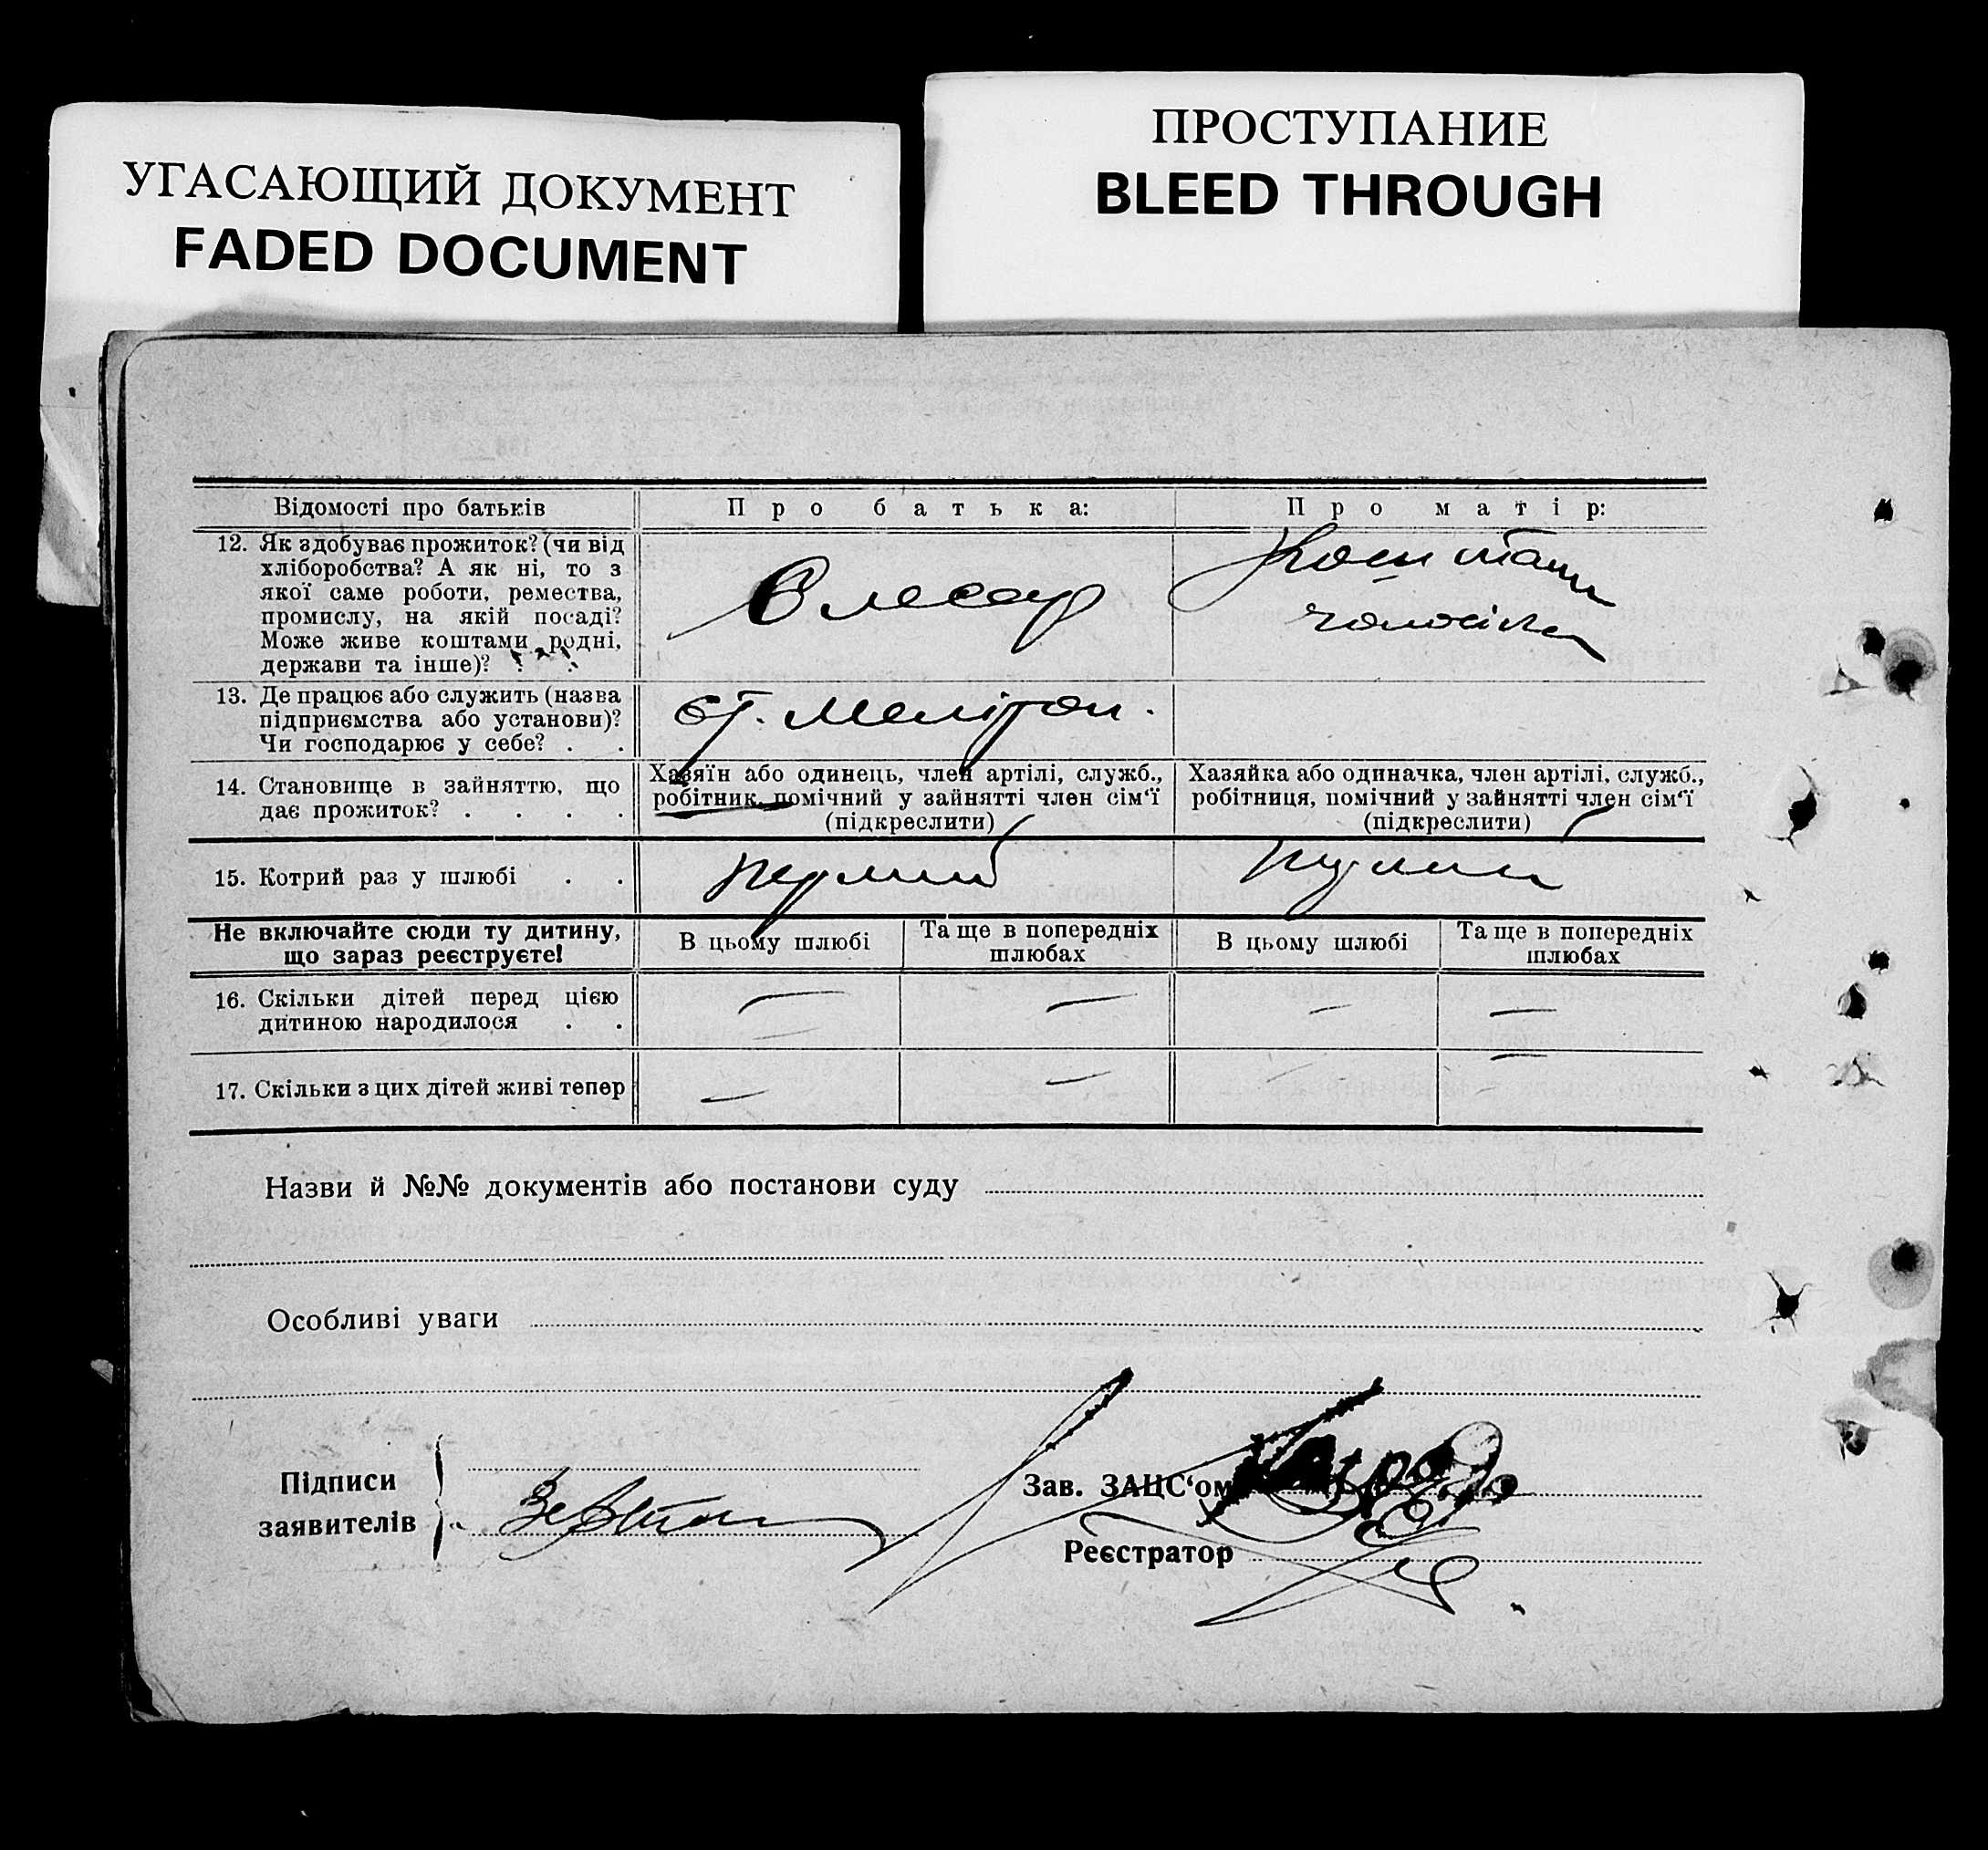 УГАСАЮЩИЙ ДОКУМЕНТ
FADED DOCUMENT
ПРОСТУПАНИЕ
BLEED THROUGH
Відомості про батьків
Про батька:
Про матір:
12. Як здобуває прожиток? (чи від
хліборобства? А як ні, то з
якої саме роботи, ремества,
промислу, на якій посаді?
Може живе коштами родні,
держави та інше)?
Слесар
Коштами
чоловіка
13. Де працює або служить (назва
підприємства або установи)?
Чи господарює у себе? . .
ст. Мелітоп.
14. Становище в зайняттю, що
дає прожиток? . . . .
Хазяїн або одинець, член артілі, служб.,
робітник, помічний у зайнятті член сім'ї
(підкреслити)
Хазяйка або одиначка, член артілі, служб.,
робітниця, помічний у зайнятті член сім'ї
(підкреслити)
15. Котрий раз у шлюбі . .
перший
перший
Не включайте сюди ту дитину,
що зараз реєструєте!
В цьому шлюбі
Та ще в попередніх
шлюбах
В цьому шлюбі
Та ще в попередніх
шлюбах
16. Скільки дітей перед цією
дитиною народилося . .
— — — —
17. Скільки з цих дітей живі тепер
— — — —
Назви й №№ документів або постанови суду
Особливі уваги
Підписи
заявителів
Зав. ЗАЦС'ом
Реєстратор